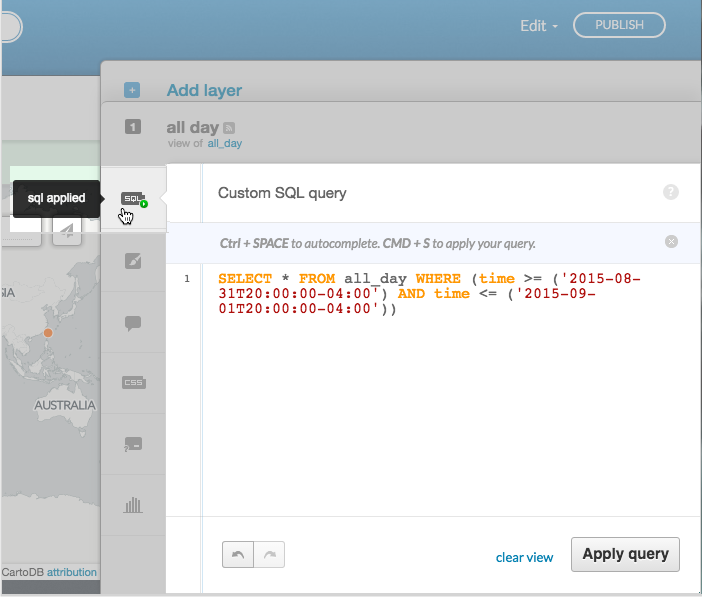 Edit
PUBLISH
+
Add layer
1
all day
view of all_day
sql applied
SQL
Custom SQL query
?
Ctrl + SPACE to autocomplete. CMD + S to apply your query.
1
SELECT * FROM all_day WHERE (time >= ('2015-08-
31T20:00:00-04:00') AND time <= ('2015-09-
01T20:00:00-04:00'))
SIA
CSS
AUSTRALIA
CartoDB attribution
clear view
Apply query